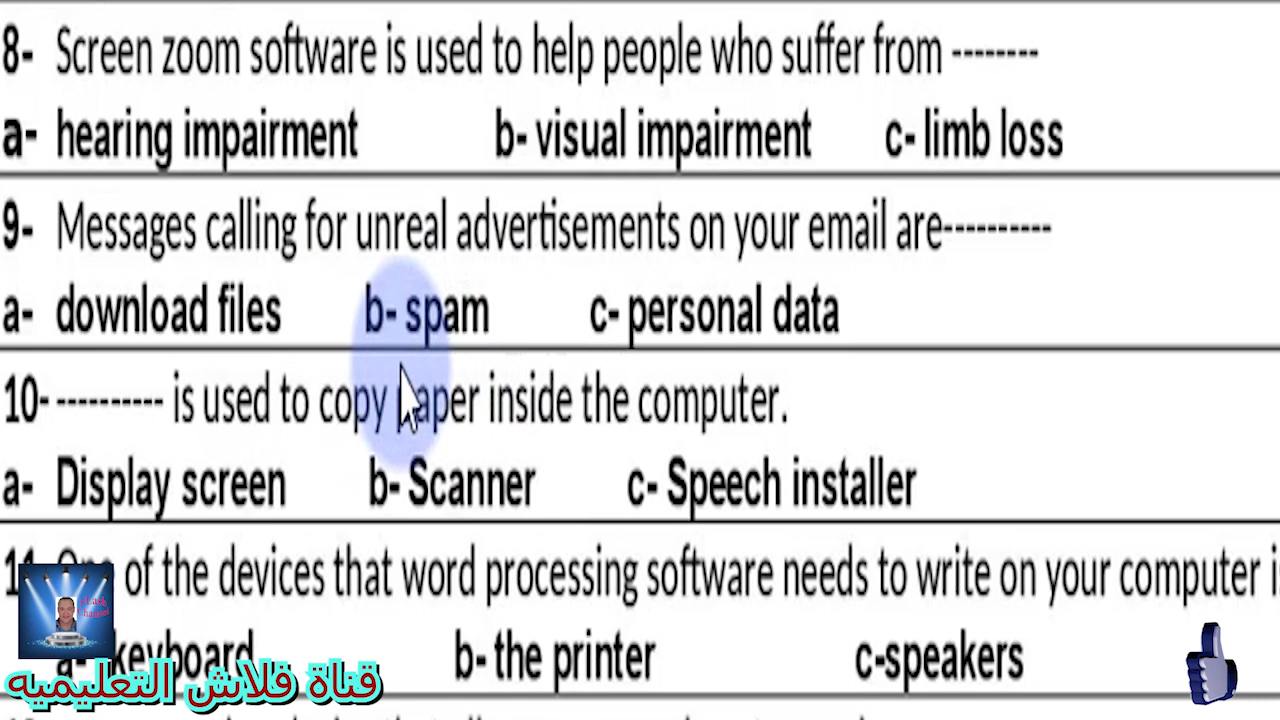 8- Screen zoom software is used to help people who suffer from --------
a- hearing impairment b- visual impairment c- limb loss
9- Messages calling for unreal advertisements on your email are----------
a- download files b- spam c- personal data
10- ---------- is used to copy paper inside the computer.
a- Display screen b- Scanner c- Speech installer
of the devices that word processing software needs to write on your computer
a- keyboard b- the printer c-speakers
قناة فلاش التعليميه